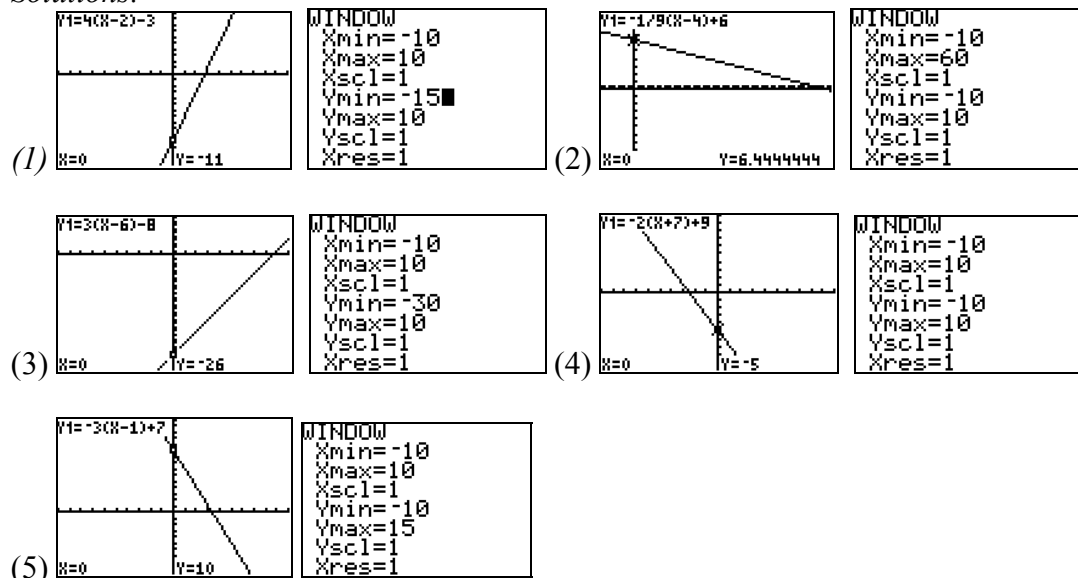 Solutions:
(1)
Y1=4(X-2)-3
X=0 Y=-11
WINDOW
Xmin=-10
Xmax=10
Xscl=1
Ymin=-15
Ymax=10
Yscl=1
Xres=1
(2)
Y1=-1/9(X-4)+6
X=0 Y=6.4444444
WINDOW
Xmin=-10
Xmax=60
Xscl=1
Ymin=-10
Ymax=10
Yscl=1
Xres=1
(3)
Y1=3(X-6)-8
X=0 Y=-26
WINDOW
Xmin=-10
Xmax=10
Xscl=1
Ymin=-30
Ymax=10
Yscl=1
Xres=1
(4)
Y1=-2(X+7)+9
X=0 Y=-5
WINDOW
Xmin=-10
Xmax=10
Xscl=1
Ymin=-10
Ymax=10
Yscl=1
Xres=1
(5)
Y1=-3(X-1)+7
X=0 Y=10
WINDOW
Xmin=-10
Xmax=10
Xscl=1
Ymin=-10
Ymax=15
Yscl=1
Xres=1